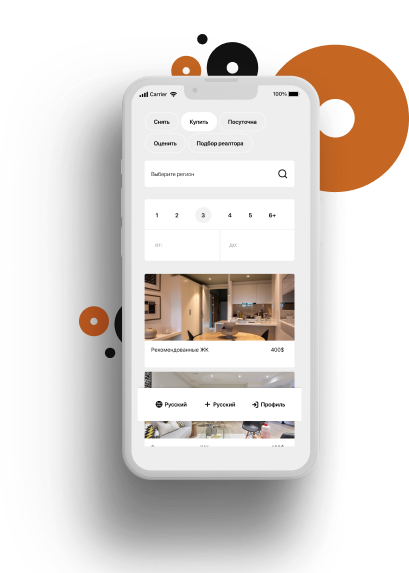 Carrier 100%
Снять Купить Посуточна
Оценить Подбор реалтора
Выберите регион
1 2 3 4 5 6+
от: до:
Рекомендованные ЖК 400$
Русский + Русский Профиль